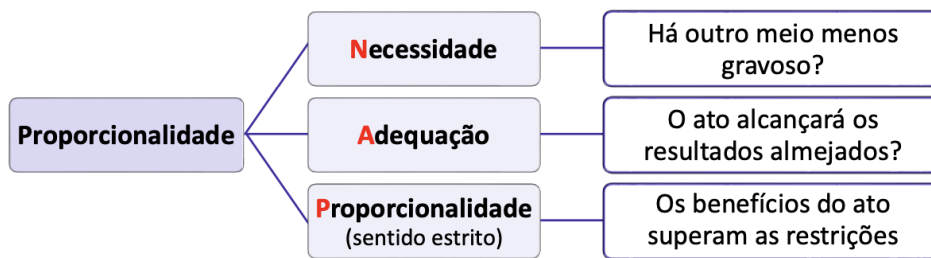 Proporcionalidade
Necessidade
Há outro meio menos
gravoso?
Adequação
O ato alcançará os
resultados almejados?
Proporcionalidade
(sentido estrito)
Os benefícios do ato
superam as restrições